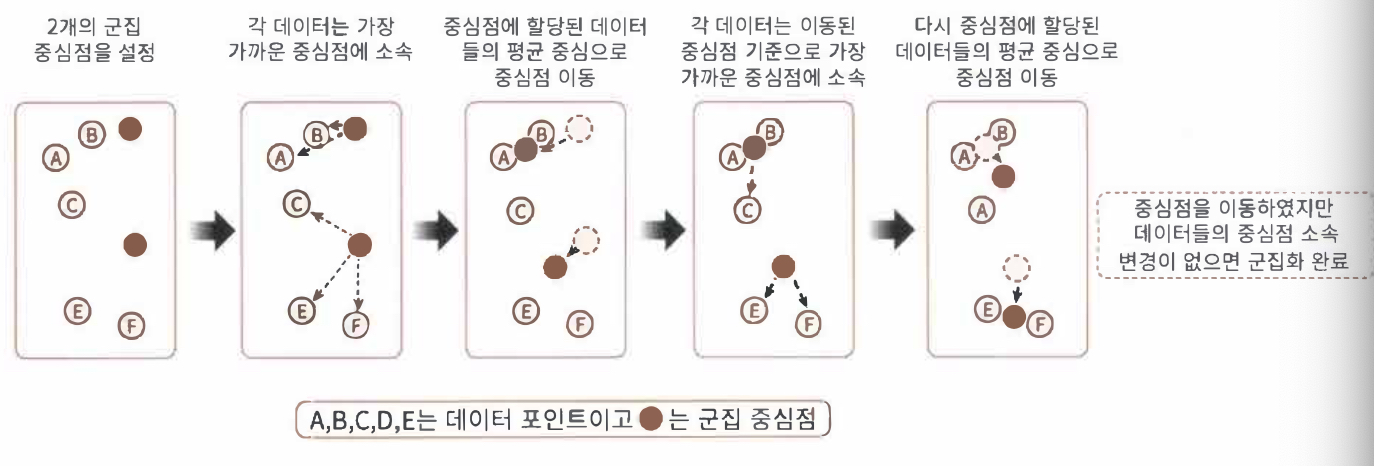 2개의 군집
중심점을 설정
각 데이터는 가장
가까운 중심점에 소속
중심점에 할당된 데이터
들의 평균 중심으로
중심점 이동
각 데이터는 이동된
중심점 기준으로 가장
가까운 중심점에 소속
다시 중심점에 할당된
데이터들의 평균 중심으로
중심점 이동
B
A
C
E
F
B
A
C
E
F
B
A
C
E
F
B
A
C
E
F
B
A
A
E
F
중심점을 이동하였지만
데이터들의 중심점 소속
변경이 없으면 군집화 완료
A,B,C,D,E는 데이터 포인트이고 는 군집 중심점